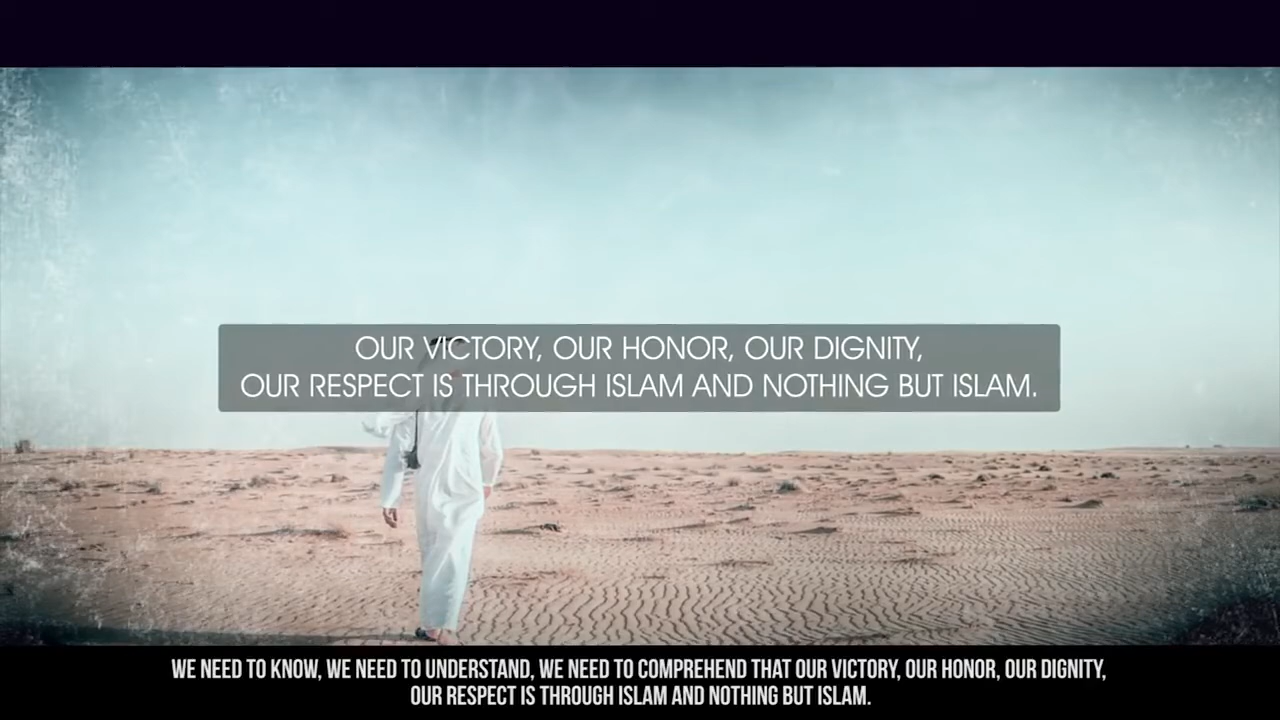 OUR VICTORY, OUR HONOR, OUR DIGNITY,
OUR RESPECT IS THROUGH ISLAM AND NOTHING BUT ISLAM.
WE NEED TO KNOW, WE NEED TO UNDERSTAND, WE NEED TO COMPREHEND THAT OUR VICTORY, OUR HONOR, OUR DIGNITY,
OUR RESPECT IS THROUGH ISLAM AND NOTHING BUT ISLAM.